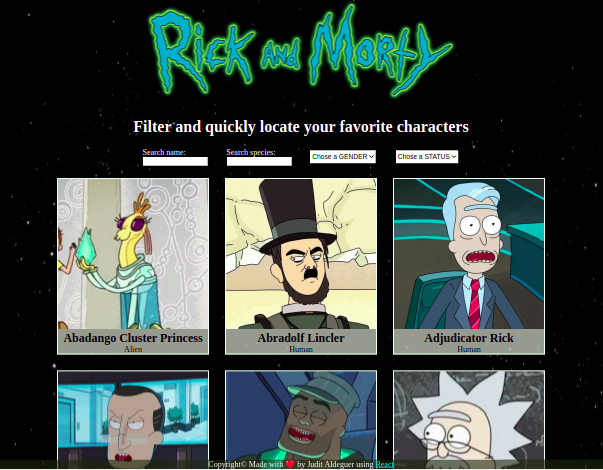 Rick and Morty
Filter and quickly locate your favorite characters
Search name:
Search species:
Chose a GENDER
Chose a STATUS
Abadango Cluster Princess
Alien
Abradolf Lincler
Human
Adjudicator Rick
Human
Copyright© Made with ❤️ by Judit Aldeguer using React